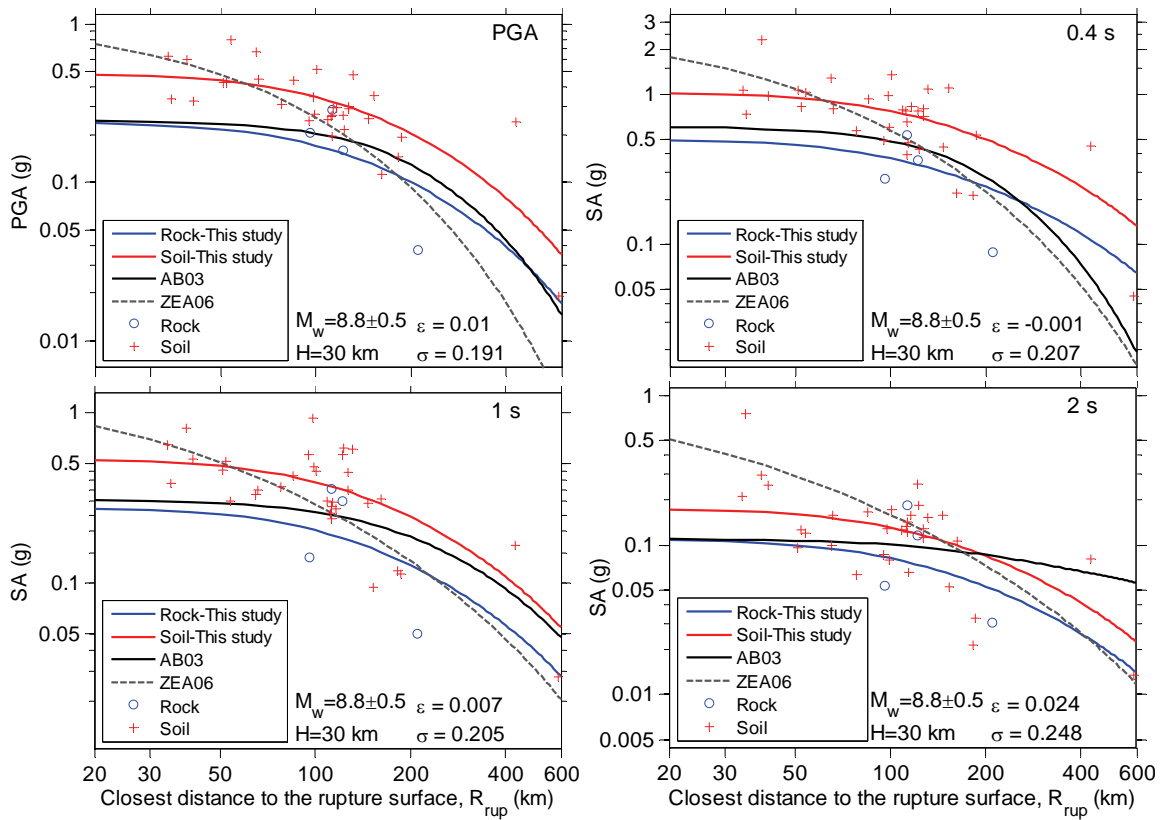 PGA
1
0.5
0.1
0.05
0.01
PGA (g)
Rock-This study
Soil-This study
AB03
ZEA06
Rock
Soil
M_w=8.8±0.5 ε = 0.01
H=30 km σ = 0.191
0.4 s
3
2
1
0.5
0.1
0.05
SA (g)
Rock-This study
Soil-This study
AB03
ZEA06
Rock
Soil
M_w=8.8±0.5 ε = -0.001
H=30 km σ = 0.207
1 s
1
0.5
0.1
0.05
SA (g)
Rock-This study
Soil-This study
AB03
ZEA06
Rock
Soil
M_w=8.8±0.5 ε = 0.007
H=30 km σ = 0.205
20 30 50 100 200 400 600
Closest distance to the rupture surface, R_rup (km)
2 s
1
0.5
0.1
0.05
0.01
0.005
SA (g)
Rock-This study
Soil-This study
AB03
ZEA06
Rock
Soil
M_w=8.8±0.5 ε = 0.024
H=30 km σ = 0.248
20 30 50 100 200 400 600
Closest distance to the rupture surface, R_rup (km)